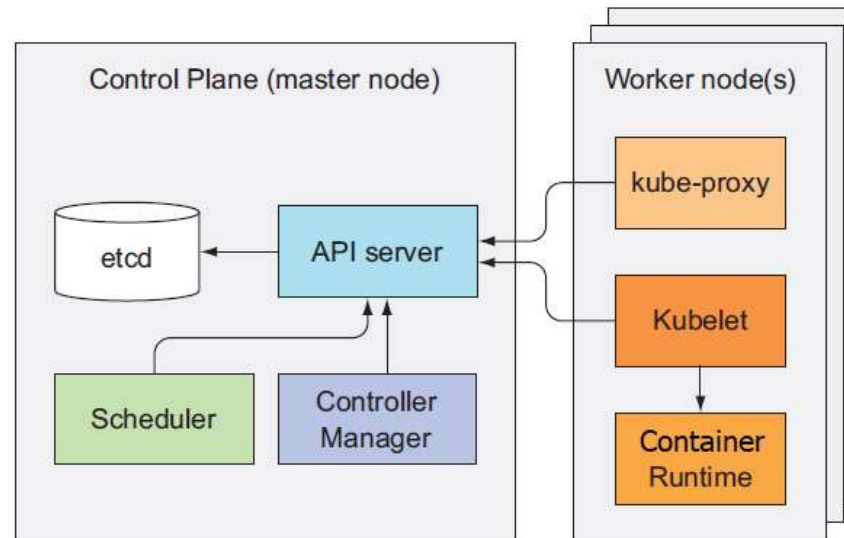 Control Plane (master node)
etcd
API server
Scheduler
Controller
Manager
Worker node(s)
kube-proxy
Kubelet
Container
Runtime